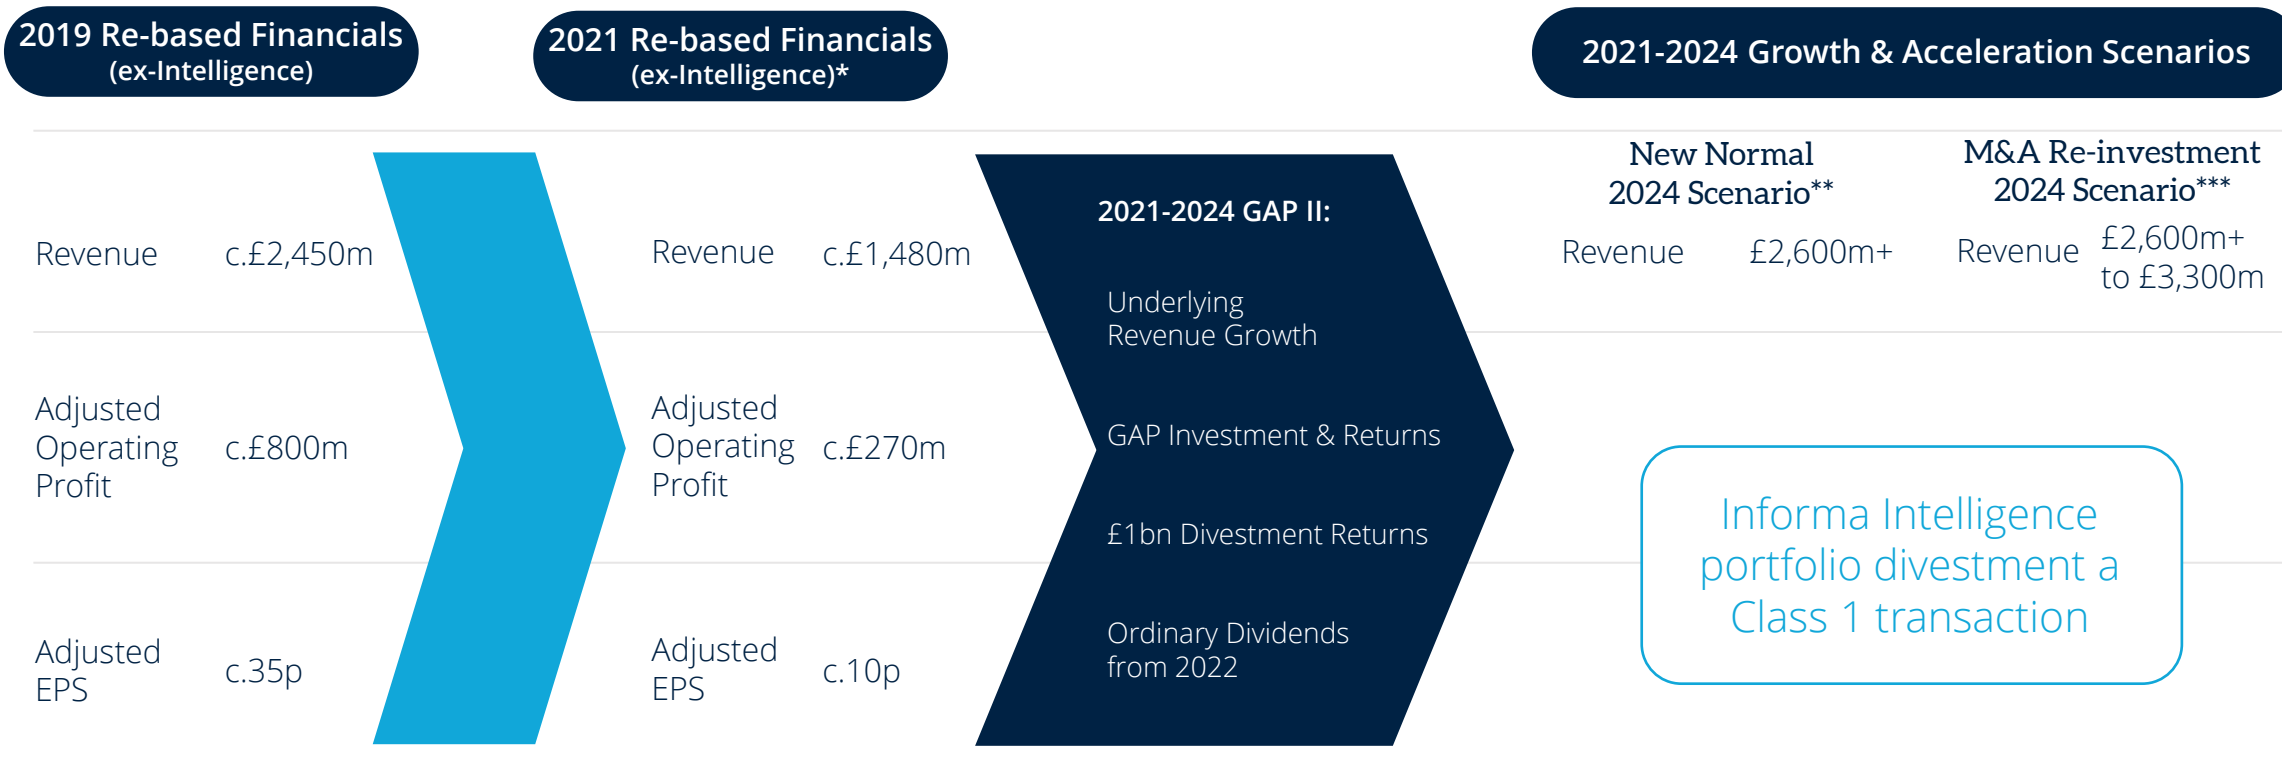 2019 Re-based Financials
(ex-Intelligence)
2021 Re-based Financials
(ex-Intelligence)*
2021-2024 Growth & Acceleration Scenarios
Revenue c.£2,450m
Adjusted
Operating c.£800m
Profit
Adjusted
EPS c.35p
Revenue c.£1,480m
Adjusted
Operating c.£270m
Profit
Adjusted
EPS c.10p
2021-2024 GAP II:
Underlying
Revenue Growth
GAP Investment & Returns
£1bn Divestment Returns
Ordinary Dividends
from 2022
New Normal
2024 Scenario**
Revenue £2,600m+
M&A Re-investment
2024 Scenario***
Revenue £2,600m+
to £3,300m
Informa Intelligence
portfolio divestment a
Class 1 transaction